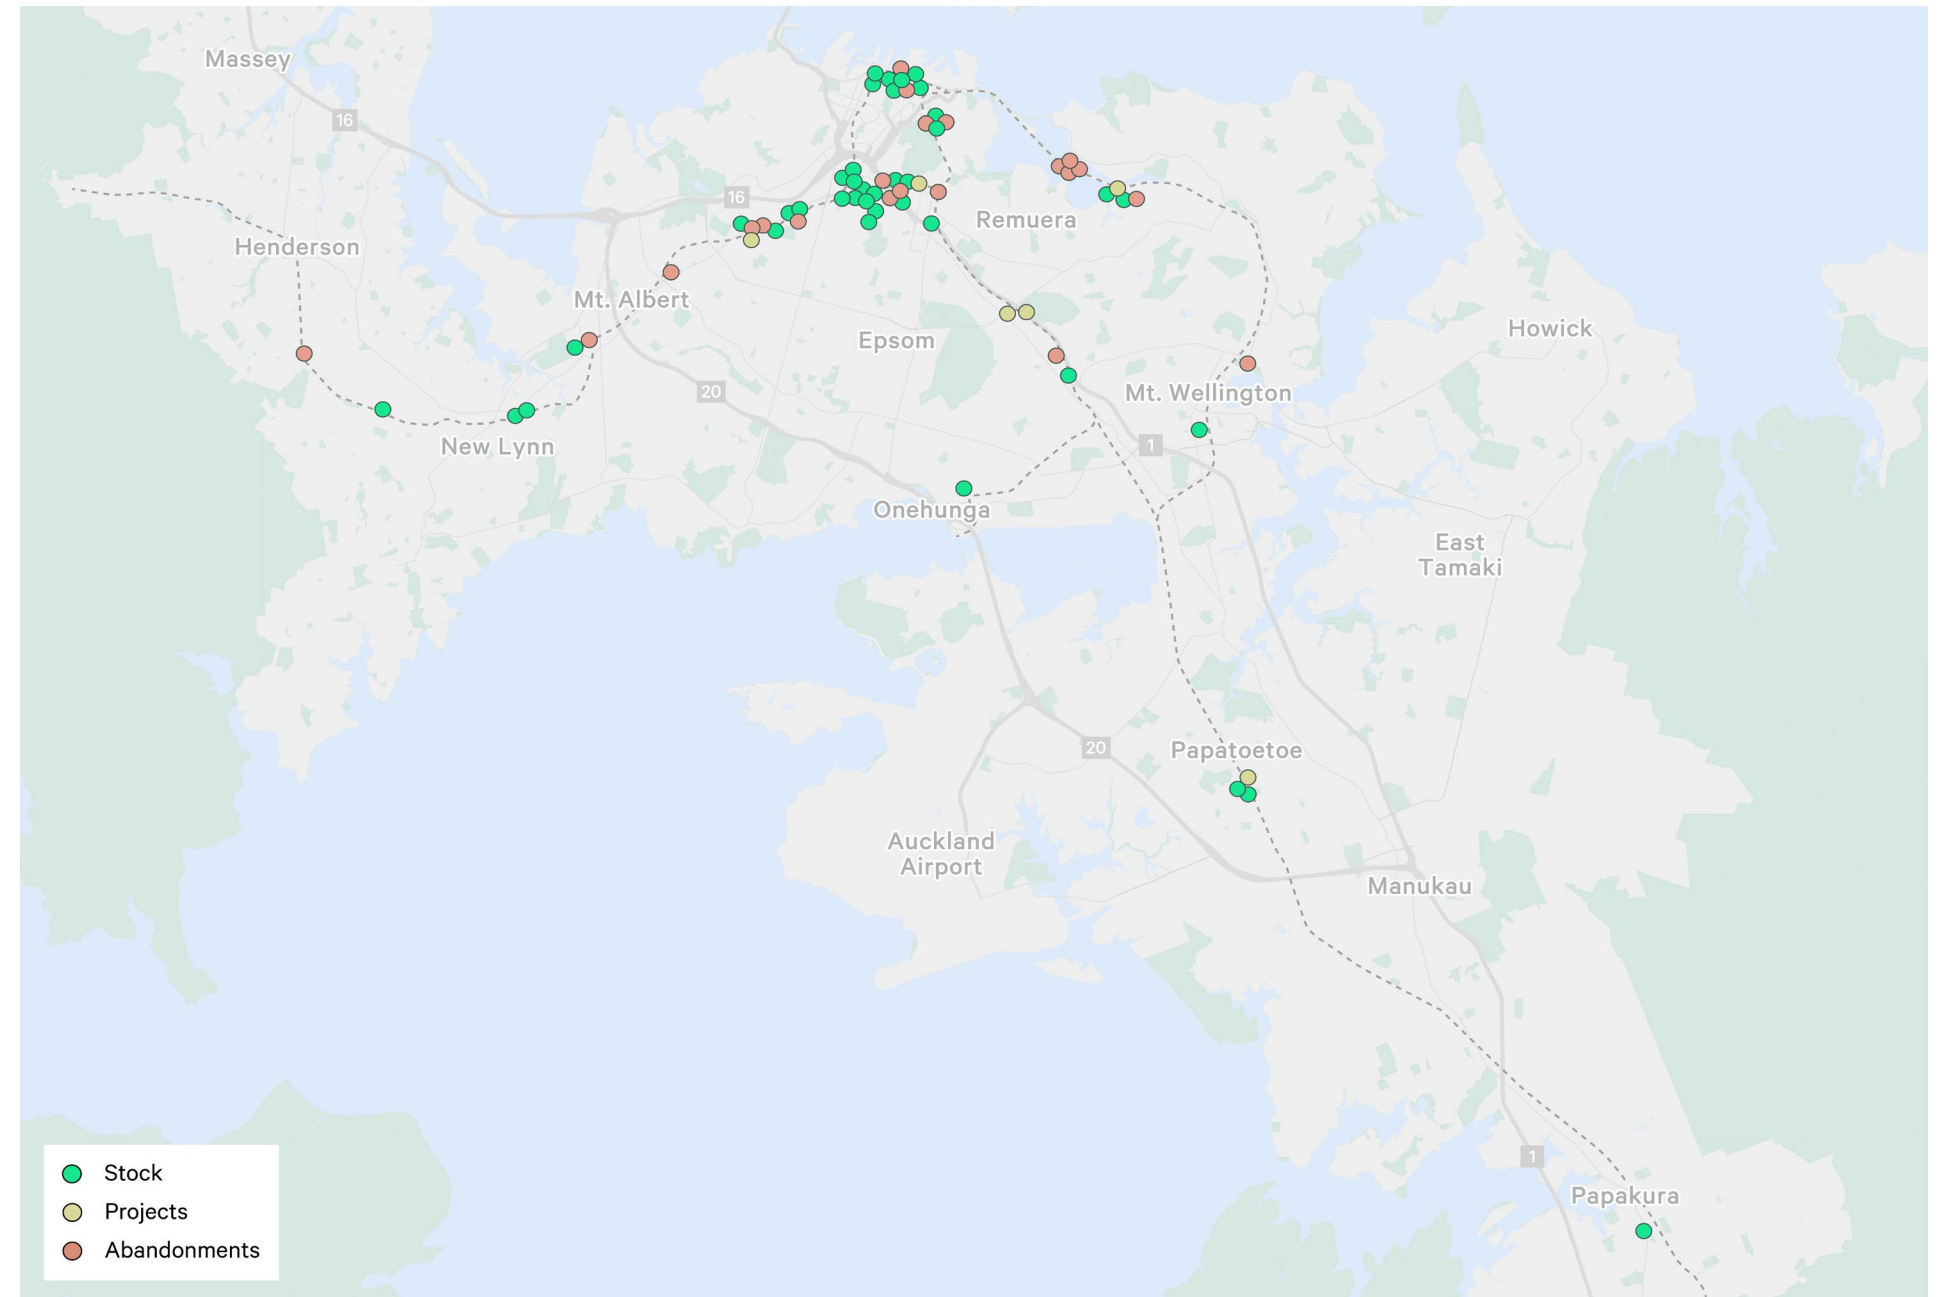 Massey
16
16
Henderson
Remuera
Mt. Albert
Howick
Epsom
20
Mt. Wellington
New Lynn
1
Onehunga
East
Tamaki
20
Papatoetoe
Auckland
Airport
Manukau
1
Papakura
Stock
Projects
Abandonments